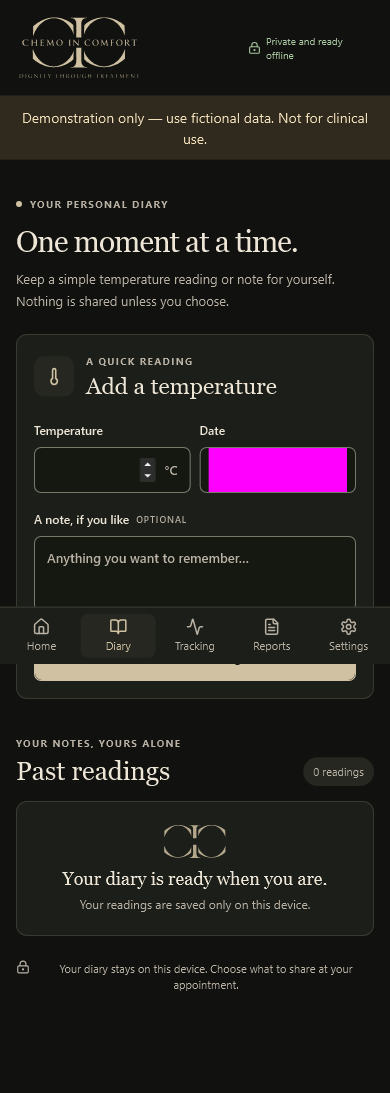 CHEMO IN COMFORT
DIGNITY THROUGH TREATMENT
Private and ready
offline
Demonstration only — use fictional data. Not for clinical
use.
YOUR PERSONAL DIARY
One moment at a time.
Keep a simple temperature reading or note for yourself.
Nothing is shared unless you choose.
A QUICK READING
Add a temperature
Temperature
Date
°C
A note, if you like OPTIONAL
Anything you want to remember...
Home
Diary
Tracking
Reports
Settings
YOUR NOTES, YOURS ALONE
Past readings
0 readings
Your diary is ready when you are.
Your readings are saved only on this device.
Your diary stays on this device. Choose what to share at your
appointment.